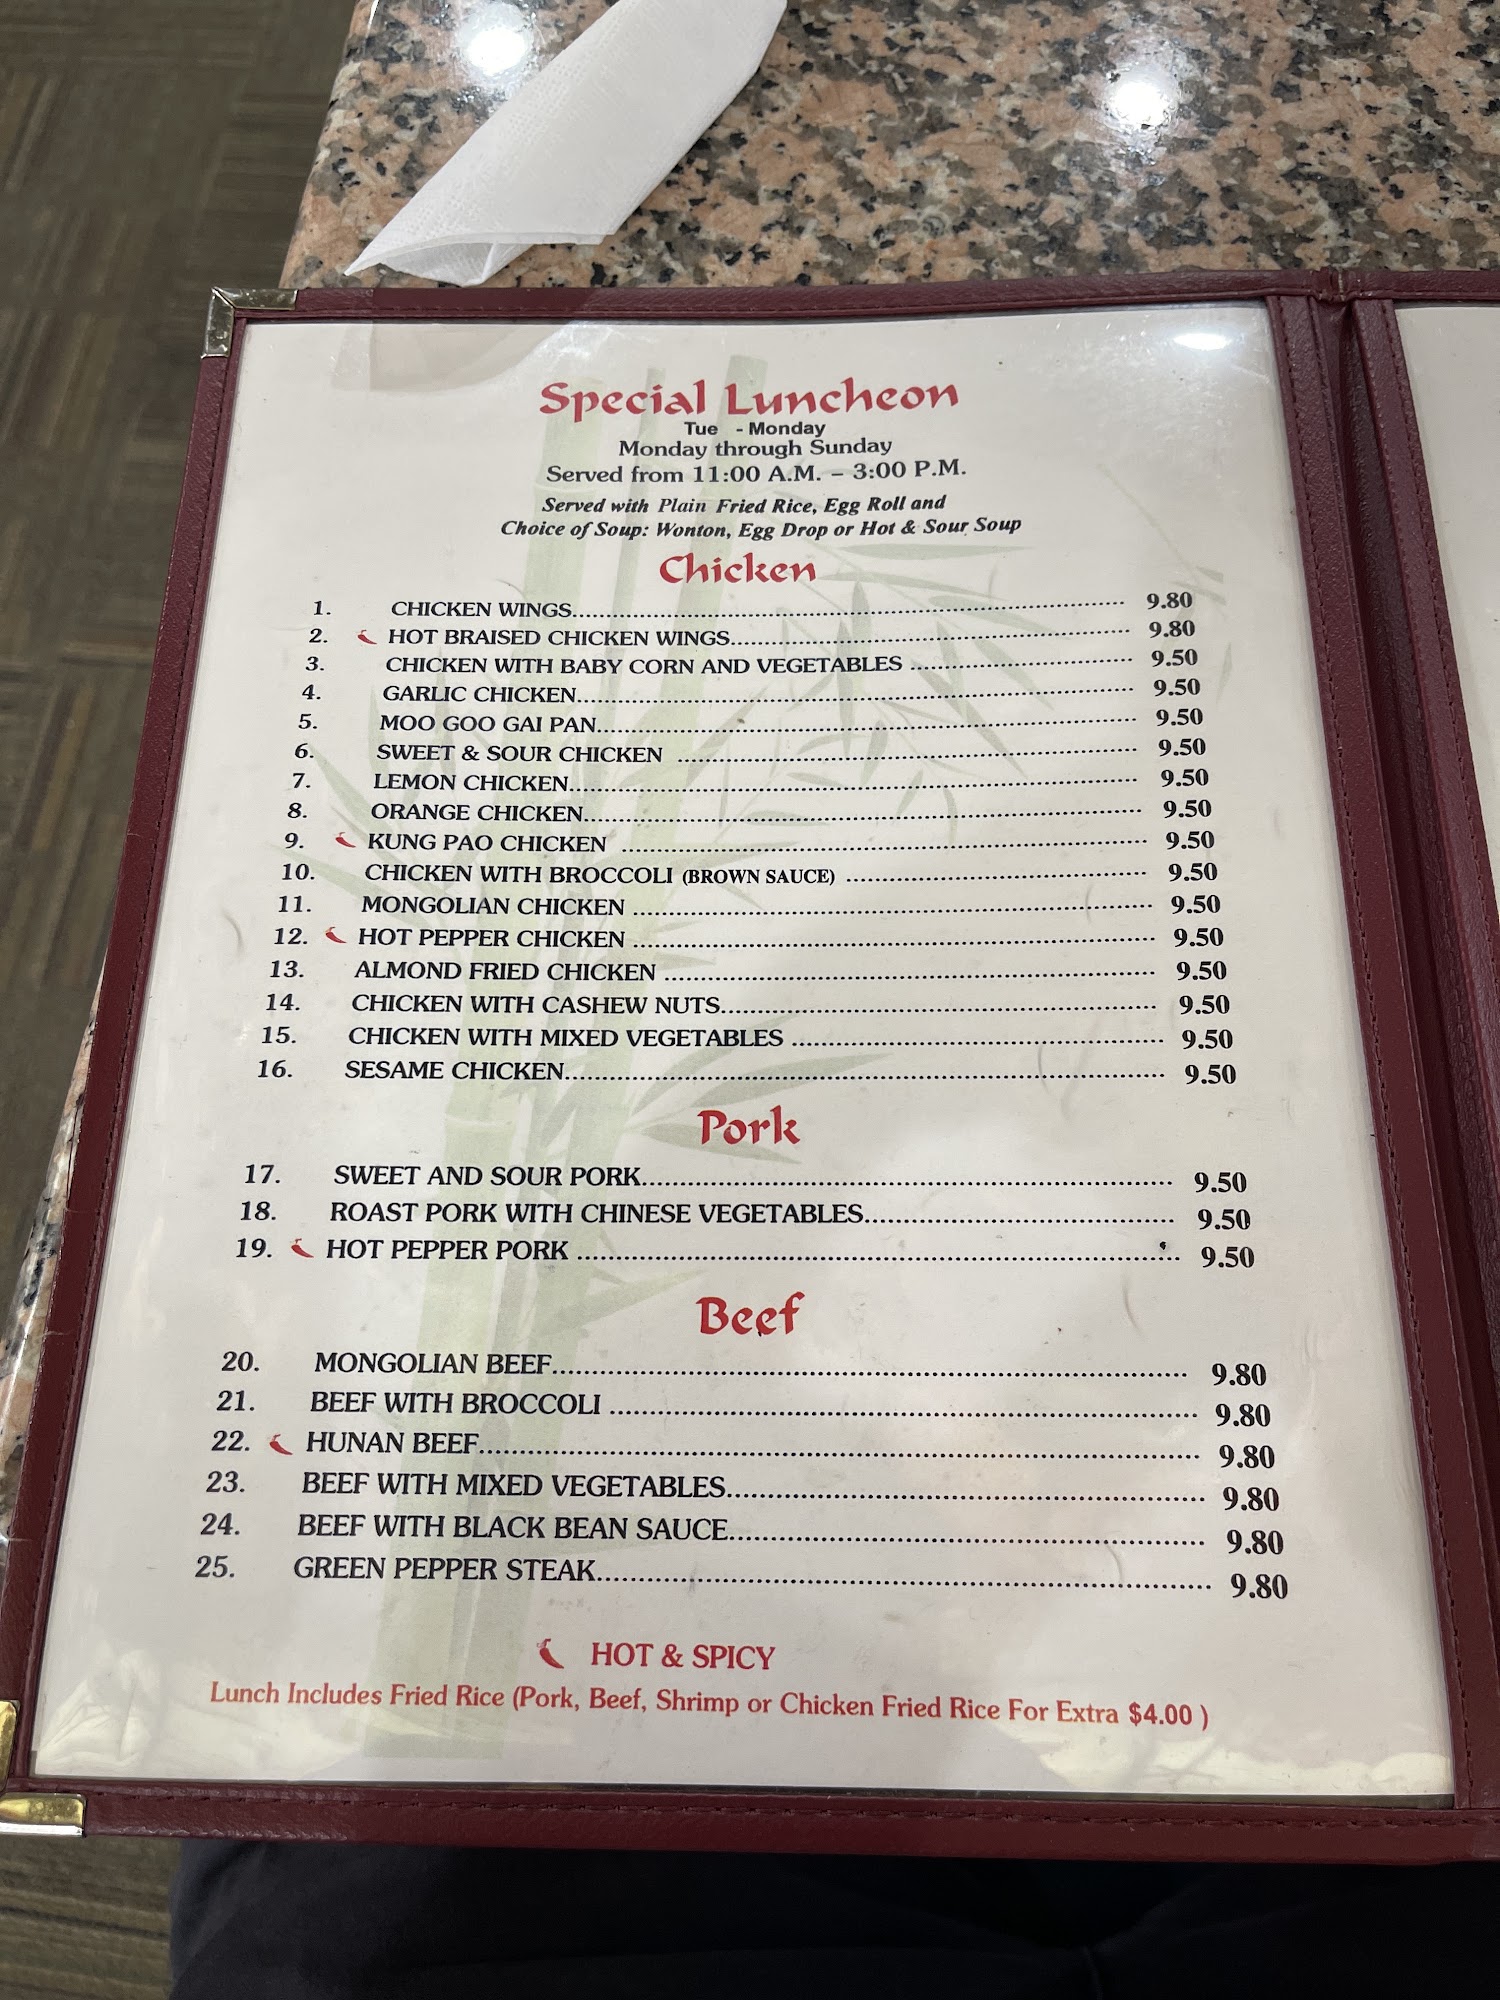 Special Luncheon
Tue - Monday
Monday through Sunday
Served from 11:00 A.M. – 3:00 P.M.
Served with Plain Fried Rice, Egg Roll and
Choice of Soup: Wonton, Egg Drop or Hot & Sour Soup
Chicken
1. CHICKEN WINGS 9.80
2. HOT BRAISED CHICKEN WINGS 9.80
3. CHICKEN WITH BABY CORN AND VEGETABLES 9.50
4. GARLIC CHICKEN 9.50
5. MOO GOO GAI PAN 9.50
6. SWEET & SOUR CHICKEN 9.50
7. LEMON CHICKEN 9.50
8. ORANGE CHICKEN 9.50
9. KUNG PAO CHICKEN 9.50
10. CHICKEN WITH BROCCOLI (BROWN SAUCE) 9.50
11. MONGOLIAN CHICKEN 9.50
12. HOT PEPPER CHICKEN 9.50
13. ALMOND FRIED CHICKEN 9.50
14. CHICKEN WITH CASHEW NUTS 9.50
15. CHICKEN WITH MIXED VEGETABLES 9.50
16. SESAME CHICKEN 9.50
Pork
17. SWEET AND SOUR PORK 9.50
18. ROAST PORK WITH CHINESE VEGETABLES 9.50
19. HOT PEPPER PORK 9.50
Beef
20. MONGOLIAN BEEF 9.80
21. BEEF WITH BROCCOLI 9.80
22. HUNAN BEEF 9.80
23. BEEF WITH MIXED VEGETABLES 9.80
24. BEEF WITH BLACK BEAN SAUCE 9.80
25. GREEN PEPPER STEAK 9.80
HOT & SPICY
Lunch Includes Fried Rice (Pork, Beef, Shrimp or Chicken Fried Rice For Extra $4.00 )